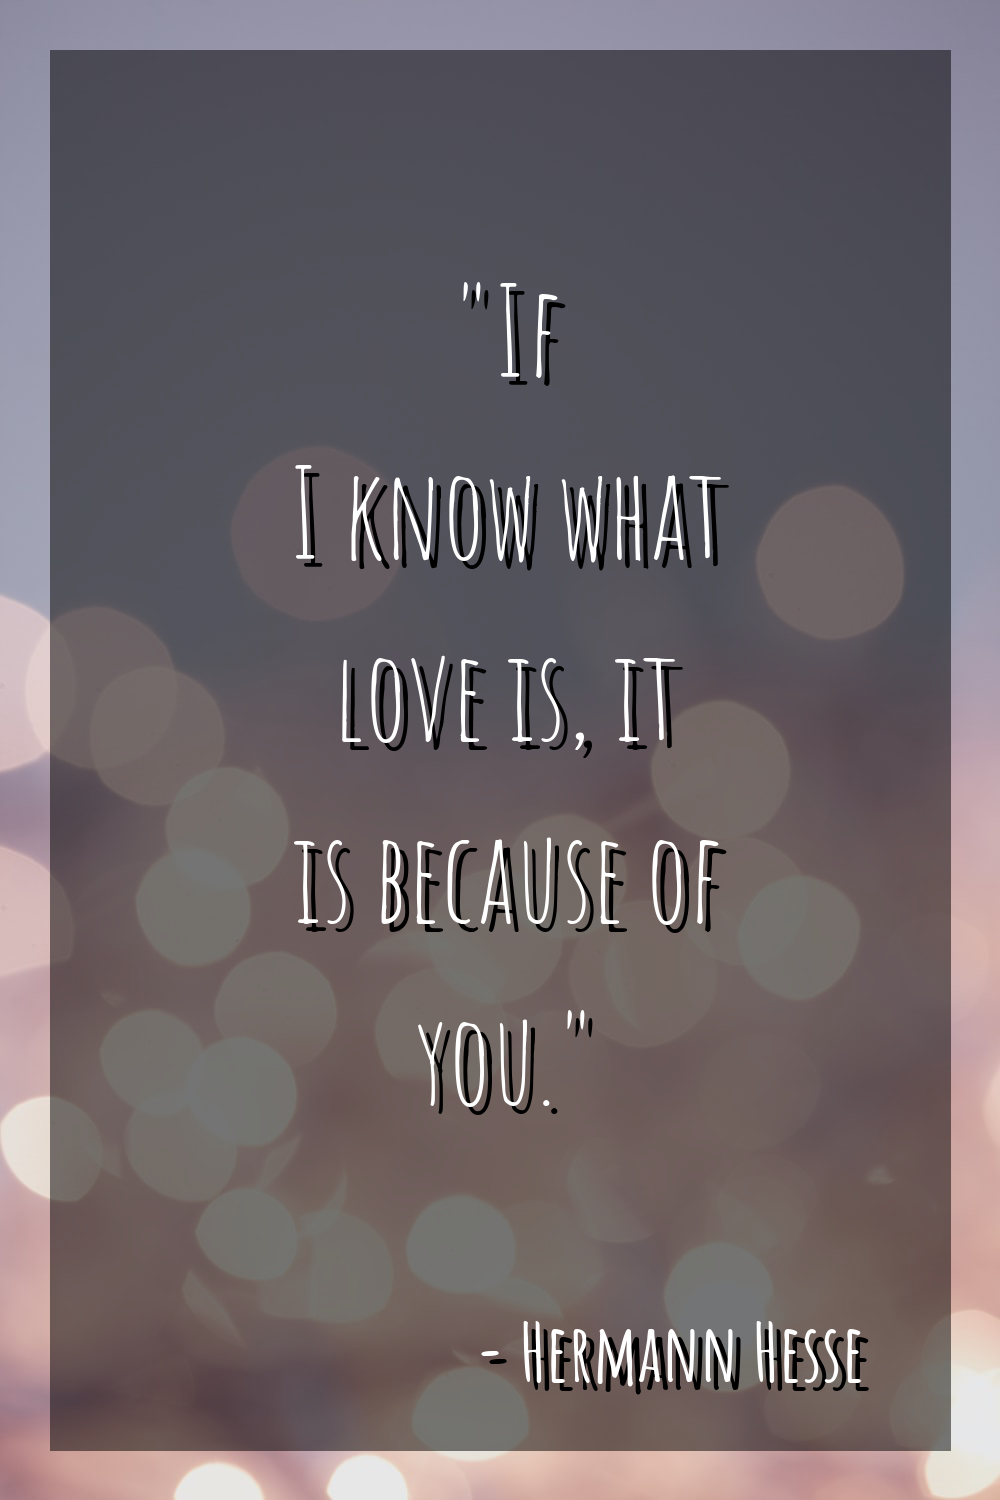 "If
I know what
love is, it
is because of
you."
- Hermann Hesse